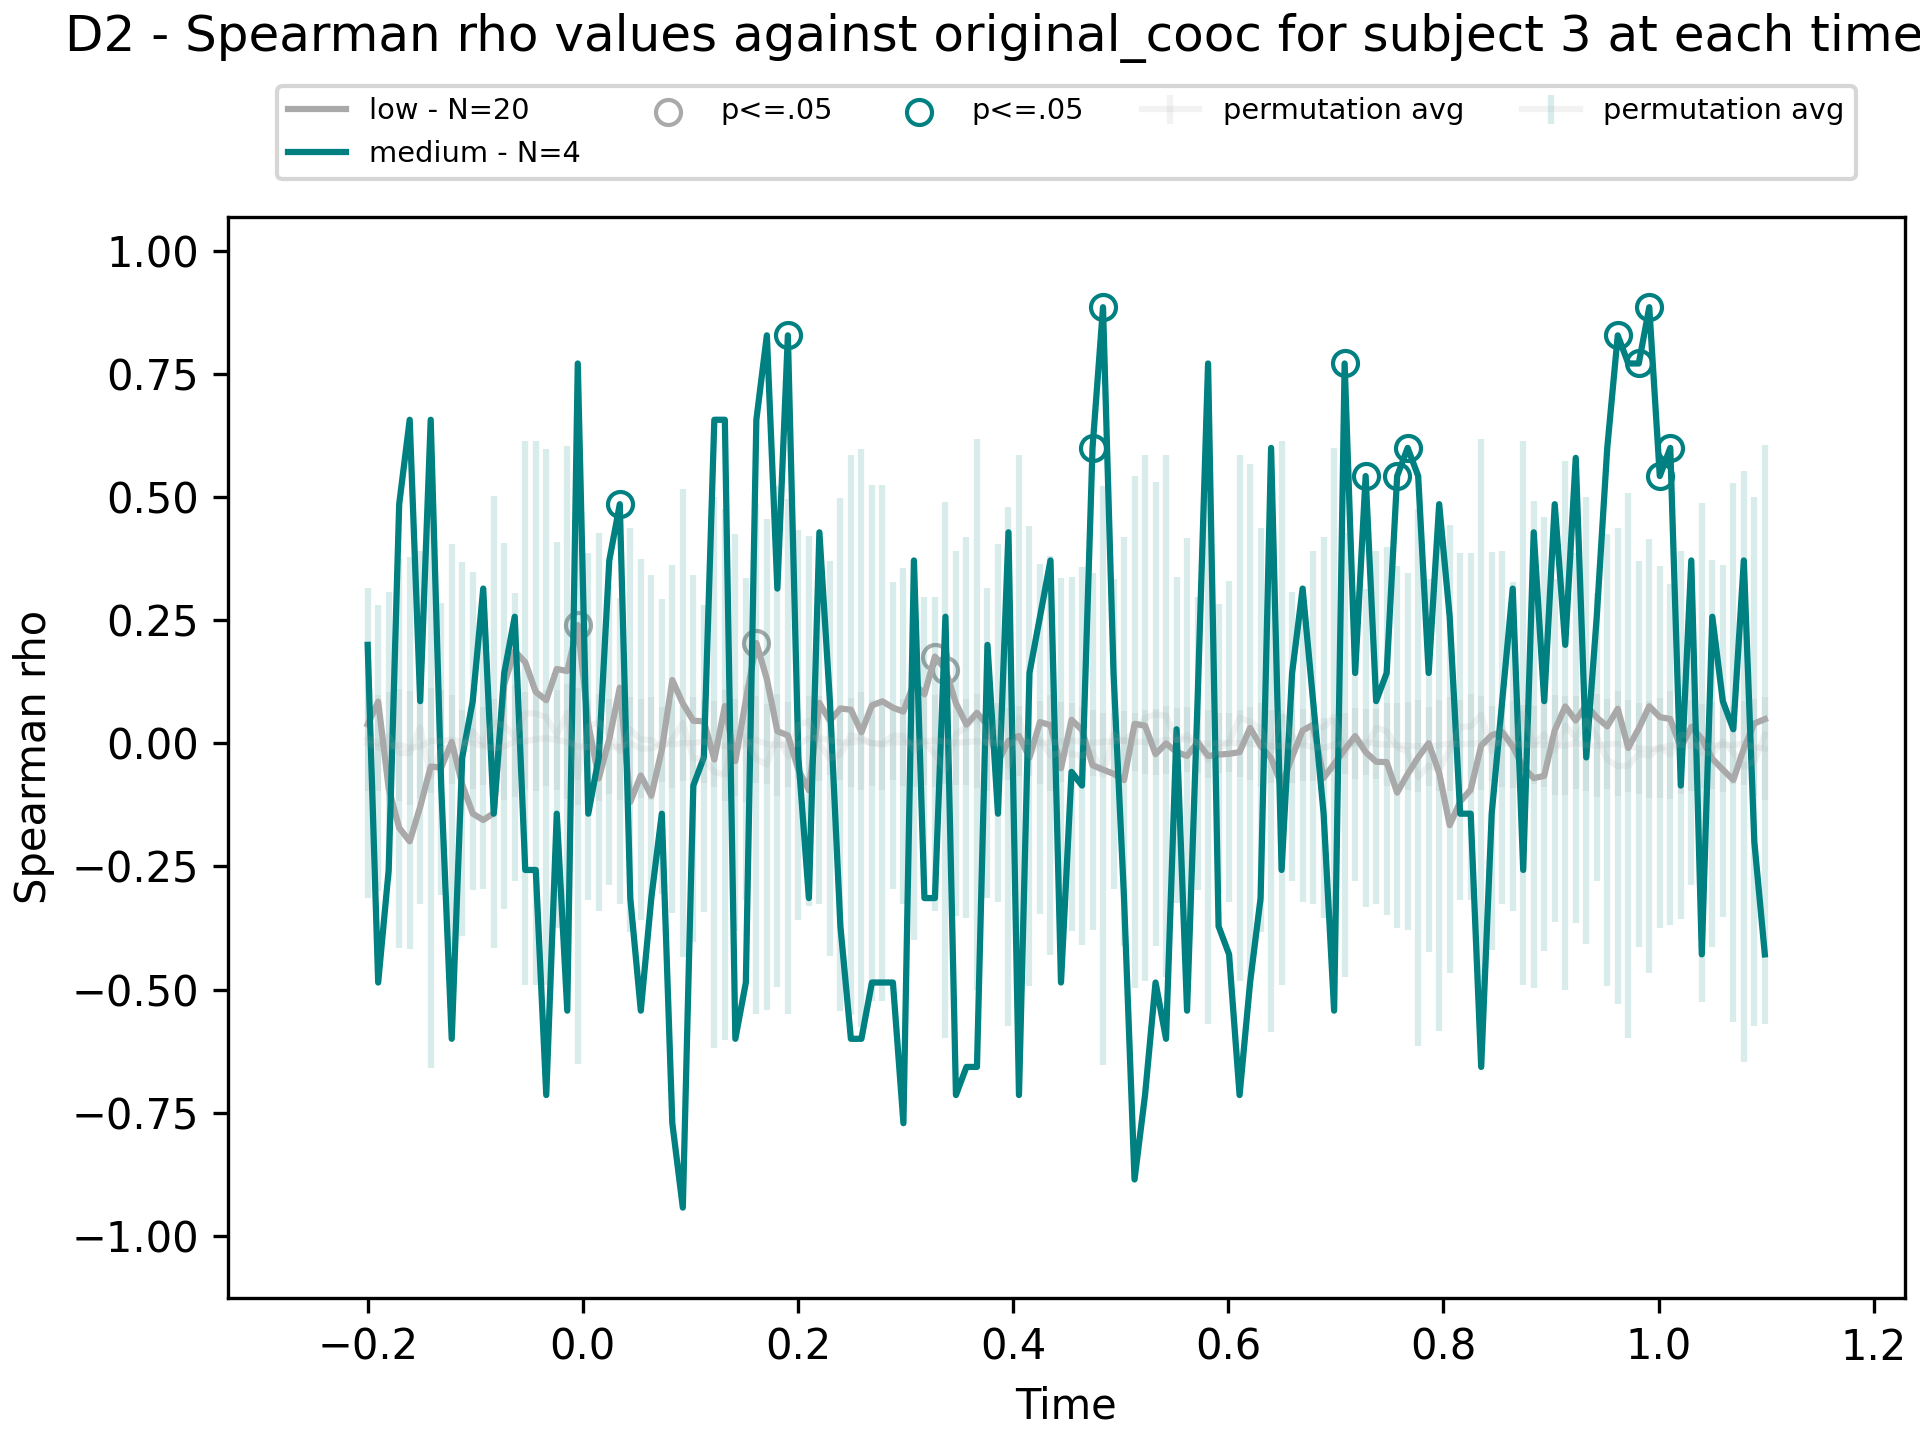 D2 - Spearman rho values against original_cooc for subject 3 at each time
low - N=20 p<=.05 p<=.05 permutation avg permutation avg
medium - N=4
1.00
0.75
0.50
0.25
0.00
−0.25
−0.50
−0.75
−1.00
Spearman rho
−0.2 0.0 0.2 0.4 0.6 0.8 1.0 1.2
Time